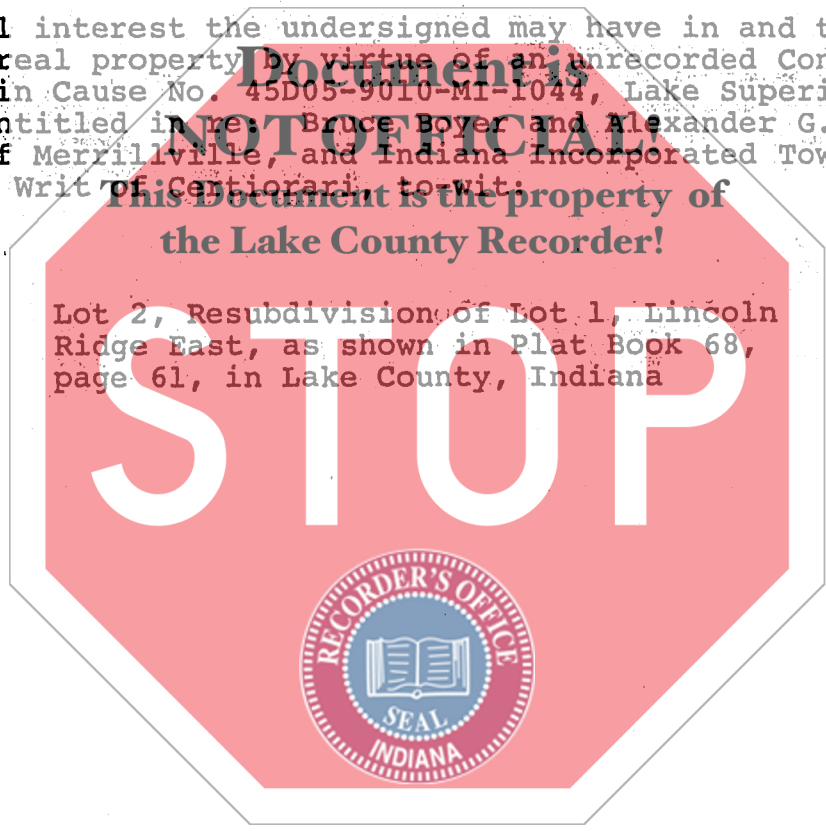 l interest the undersigned may have in and t
real property by virtue of an unrecorded Con
in Cause No. 45D05-9010-MI-1044, Lake Superi
ntitled in re: Bruce Boyer and Alexander G.
f Merrillville, and Indiana Incorporated Tow
Writ of Certiorari, to-wit:
Document is
NOT OFFICIAL!
This Document is the property of
the Lake County Recorder!
Lot 2, Resubdivision of Lot 1, Lincoln
Ridge East, as shown in Plat Book 68,
page 61, in Lake County, Indiana
STOP
RECORDER'S OFFICE
SEAL
INDIANA